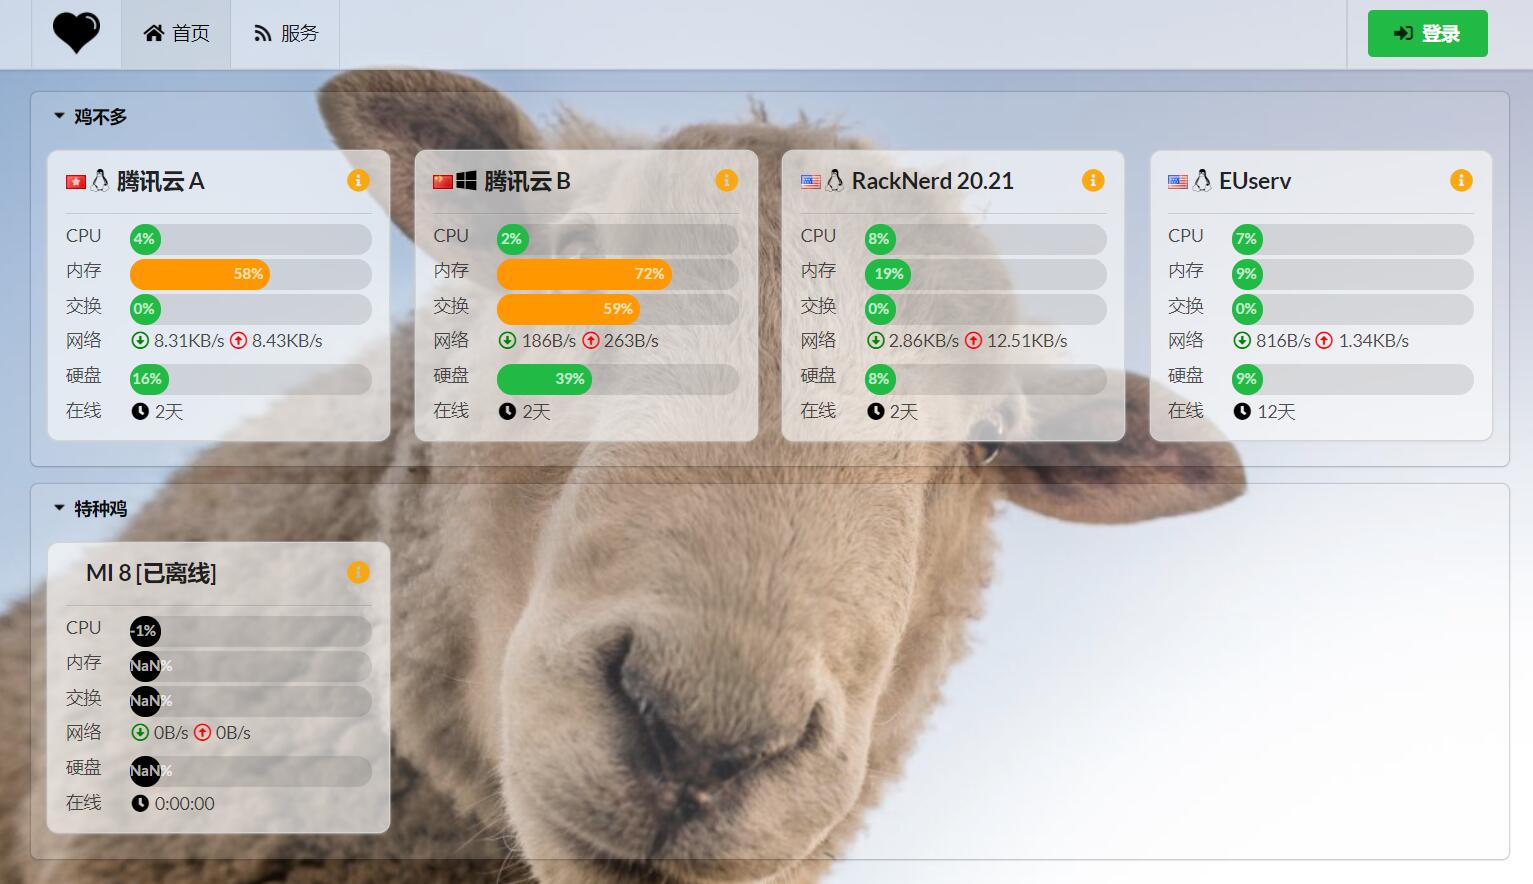 首页
服务
登录
鸡不多
腾讯云 A
CPU 4%
内存 58%
交换 0%
网络 8.31KB/s 8.43KB/s
硬盘 16%
在线 2天
腾讯云 B
CPU 2%
内存 72%
交换 59%
网络 186B/s 263B/s
硬盘 39%
在线 2天
RackNerd 20.21
CPU 8%
内存 19%
交换 0%
网络 2.86KB/s 12.51KB/s
硬盘 8%
在线 2天
EUserv
CPU 7%
内存 9%
交换 0%
网络 816B/s 1.34KB/s
硬盘 9%
在线 12天
特种鸡
MI 8 [已离线]
CPU -1%
内存 NaN%
交换 NaN%
网络 0B/s 0B/s
硬盘 NaN%
在线 0:00:00